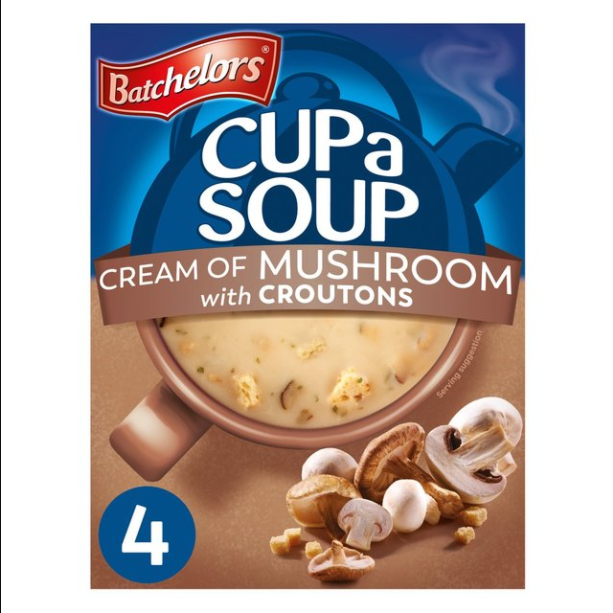 Batchelors®
CUPa
SOUP
CREAM OF MUSHROOM
with CROUTONS
Serving suggestion
4